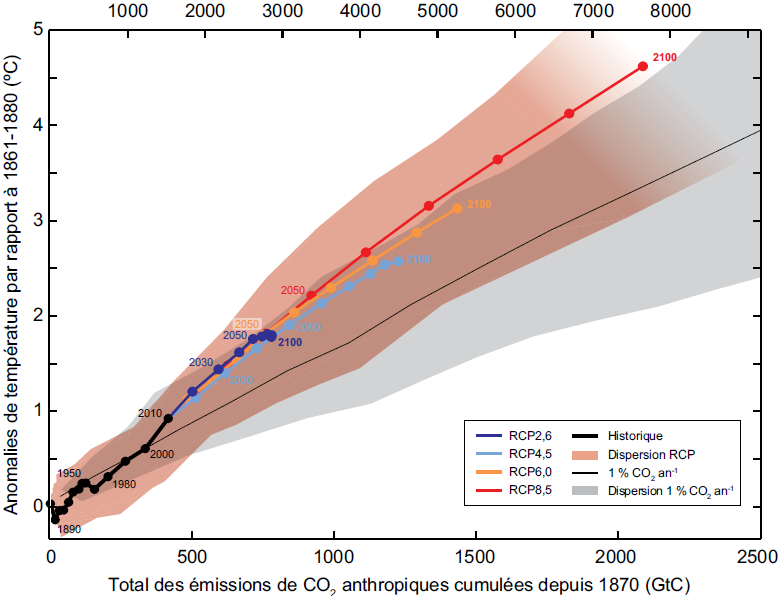 1000 2000 3000 4000 5000 6000 7000 8000
5
4
3
2
1
0
Anomalies de température par rapport à 1861-1880 (ºC)
2100
2100
2100
2050
2050
2050
2050
2100
2030
2030
2010
2000
1950
1980
1890
RCP2,6
RCP4,5
RCP6,0
RCP8,5
Historique
Dispersion RCP
1 % CO₂ an⁻¹
Dispersion 1 % CO₂ an⁻¹
0 500 1000 1500 2000 2500
Total des émissions de CO₂ anthropiques cumulées depuis 1870 (GtC)